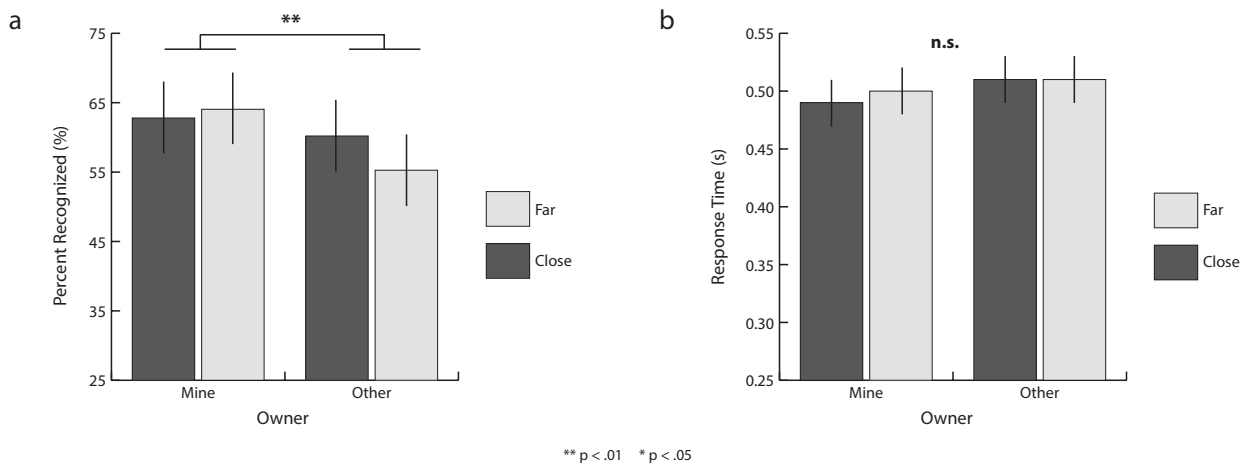 a
**
75
65
55
45
35
25
Percent Recognized (%)
Mine
Other
Owner
Far
Close
b
n.s.
0.55
0.50
0.45
0.40
0.35
0.30
0.25
Response Time (s)
Mine
Other
Owner
Far
Close
** p < .01 * p < .05